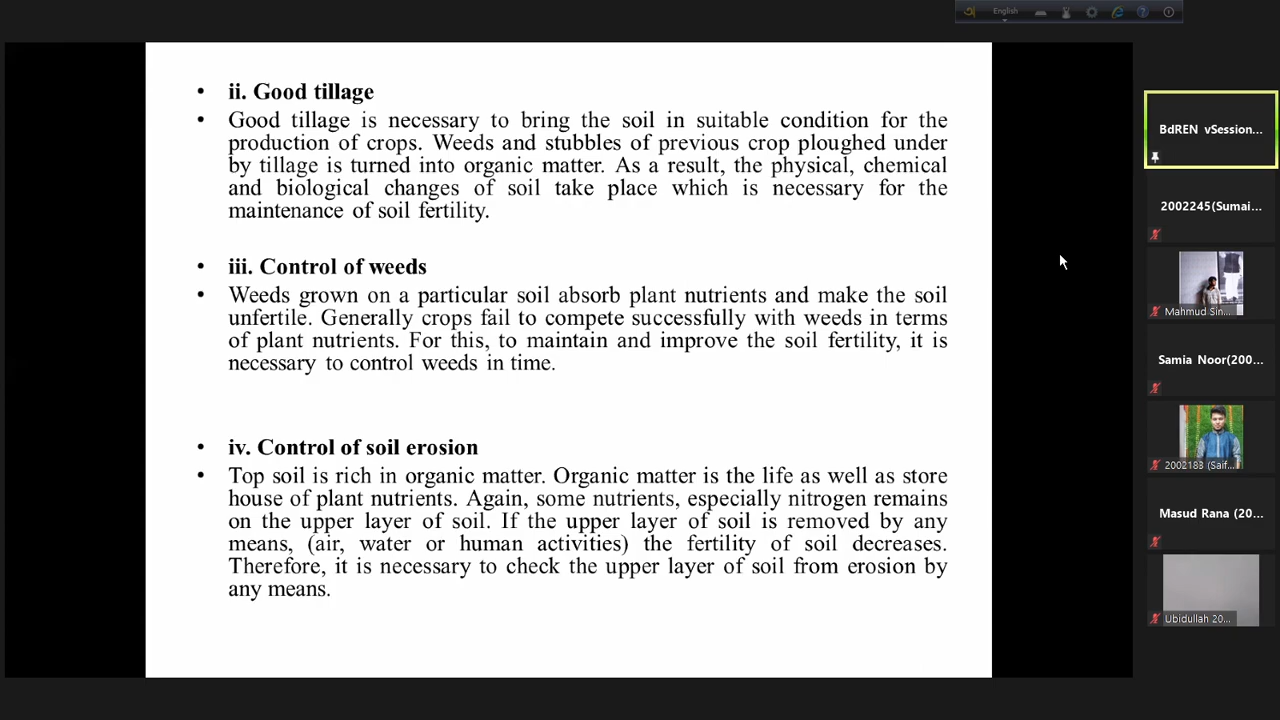 English
• ii. Good tillage
• Good tillage is necessary to bring the soil in suitable condition for the
production of crops. Weeds and stubbles of previous crop ploughed under
by tillage is turned into organic matter. As a result, the physical, chemical
and biological changes of soil take place which is necessary for the
maintenance of soil fertility.
• iii. Control of weeds
• Weeds grown on a particular soil absorb plant nutrients and make the soil
unfertile. Generally crops fail to compete successfully with weeds in terms
of plant nutrients. For this, to maintain and improve the soil fertility, it is
necessary to control weeds in time.
• iv. Control of soil erosion
• Top soil is rich in organic matter. Organic matter is the life as well as store
house of plant nutrients. Again, some nutrients, especially nitrogen remains
on the upper layer of soil. If the upper layer of soil is removed by any
means, (air, water or human activities) the fertility of soil decreases.
Therefore, it is necessary to check the upper layer of soil from erosion by
any means.
BdREN vSession...
2002245(Sumai...
Mahmud Sin...
Samia Noor(200...
2002183 (Saif...
Masud Rana (20...
Ubidullah 20...